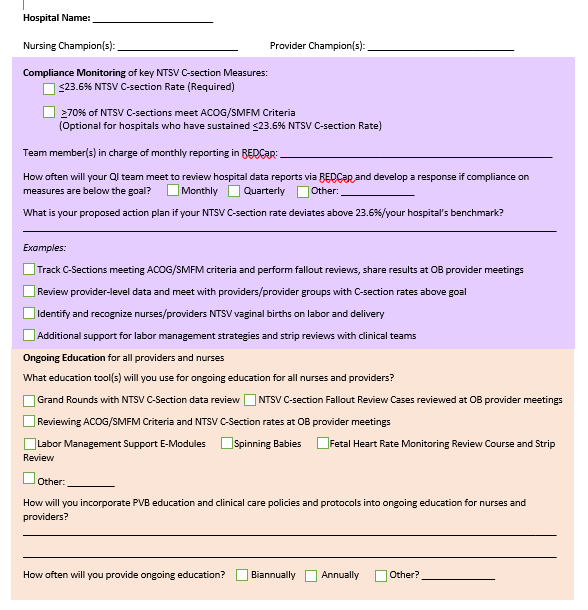 Hospital Name: ____________________
Nursing Champion(s): ____________________ Provider Champion(s): ____________________
Compliance Monitoring of key NTSV C-section Measures:
≤23.6% NTSV C-section Rate (Required)
≥70% of NTSV C-sections meet ACOG/SMFM Criteria
(Optional for hospitals who have sustained ≤23.6% NTSV C-section Rate)
Team member(s) in charge of monthly reporting in REDCap: ____________________
How often will your QI team meet to review hospital data reports via REDCap and develop a response if compliance on
measures are below the goal? Monthly Quarterly Other: ____________
What is your proposed action plan if your NTSV C-section rate deviates above 23.6%/your hospital's benchmark?
Examples:
Track C-Sections meeting ACOG/SMFM criteria and perform fallout reviews, share results at OB provider meetings
Review provider-level data and meet with providers/provider groups with C-section rates above goal
Identify and recognize nurses/providers NTSV vaginal births on labor and delivery
Additional support for labor management strategies and strip reviews with clinical teams
Ongoing Education for all providers and nurses
What education tool(s) will you use for ongoing education for all nurses and providers?
Grand Rounds with NTSV C-Section data review NTSV C-section Fallout Review Cases reviewed at OB provider meetings
Reviewing ACOG/SMFM Criteria and NTSV C-Section rates at OB provider meetings
Labor Management Support E-Modules Spinning Babies Fetal Heart Rate Monitoring Review Course and Strip
Review
Other: ________
How will you incorporate PVB education and clinical care policies and protocols into ongoing education for nurses and
providers?
How often will you provide ongoing education? Biannually Annually Other? ____________